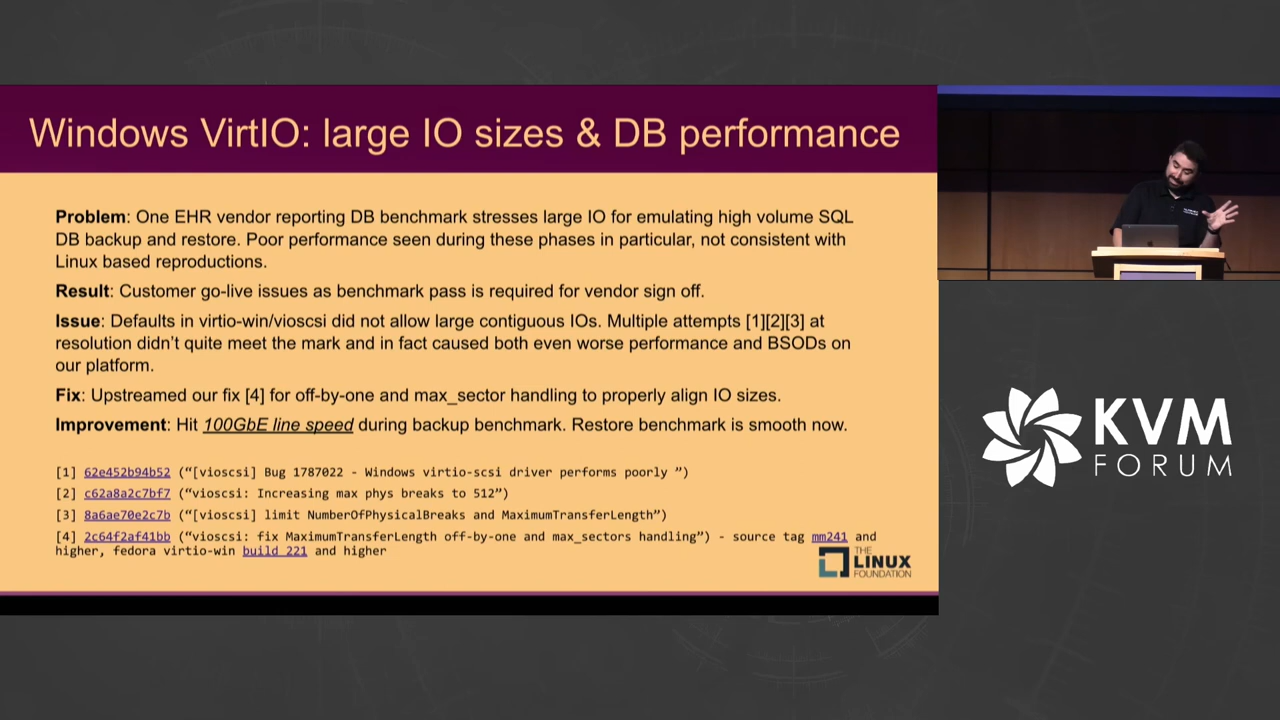 Windows VirtIO: large IO sizes & DB performance
Problem: One EHR vendor reporting DB benchmark stresses large IO for emulating high volume SQL
DB backup and restore. Poor performance seen during these phases in particular, not consistent with
Linux based reproductions.
Result: Customer go-live issues as benchmark pass is required for vendor sign off.
Issue: Defaults in virtio-win/vioscsi did not allow large contiguous IOs. Multiple attempts [1][2][3] at
resolution didn’t quite meet the mark and in fact caused both even worse performance and BSODs on
our platform.
Fix: Upstreamed our fix [4] for off-by-one and max_sector handling to properly align IO sizes.
Improvement: Hit 100GbE line speed during backup benchmark. Restore benchmark is smooth now.
[1] 62e452b94b52 (“[vioscsi] Bug 1787022 - Windows virtio-scsi driver performs poorly ”)
[2] c62a8a2c7bf7 (“vioscsi: Increasing max phys breaks to 512”)
[3] 8a6ae70e2c7b (“[vioscsi] limit NumberOfPhysicalBreaks and MaximumTransferLength”)
[4] 2c64f2af41bb (“vioscsi: fix MaximumTransferLength off-by-one and max_sectors handling”) - source tag mm241 and
higher, fedora virtio-win build 221 and higher
THE
LINUX
FOUNDATION
KVM
FORUM